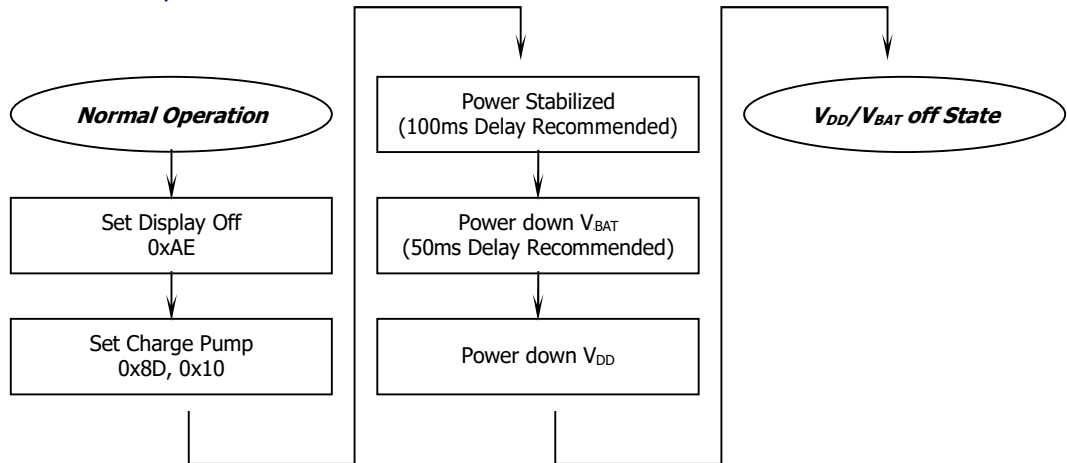 Normal Operation
Set Display Off
0xAE
Set Charge Pump
0x8D, 0x10
Power Stabilized
(100ms Delay Recommended)
Power down VBAT
(50ms Delay Recommended)
Power down VDD
VDD/VBAT off State